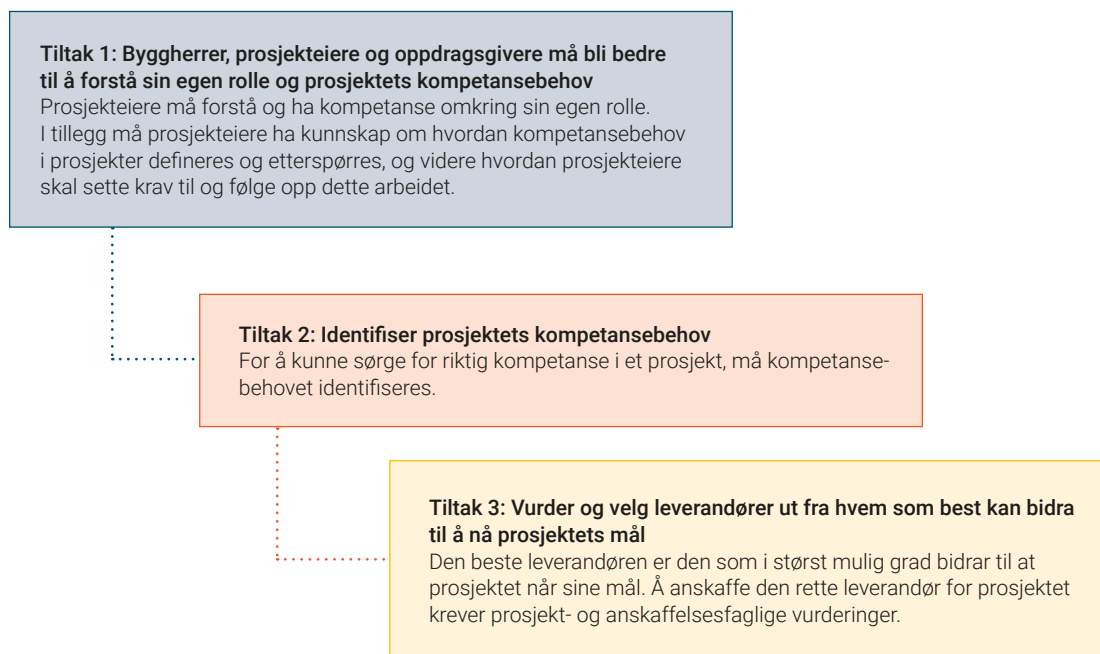 Tiltak 1: Byggherrer, prosjekteiere og oppdragsgivere må bli bedre
til å forstå sin egen rolle og prosjektets kompetansebehov
Prosjekteiere må forstå og ha kompetanse omkring sin egen rolle.
I tillegg må prosjekteiere ha kunnskap om hvordan kompetansebehov
i prosjekter defineres og etterspørres, og videre hvordan prosjekteiere
skal sette krav til og følge opp dette arbeidet.
Tiltak 2: Identifiser prosjektets kompetansebehov
For å kunne sørge for riktig kompetanse i et prosjekt, må kompetanse-
behovet identifiseres.
Tiltak 3: Vurder og velg leverandører ut fra hvem som best kan bidra
til å nå prosjektets mål
Den beste leverandøren er den som i størst mulig grad bidrar til at
prosjektet når sine mål. Å anskaffe den rette leverandør for prosjektet
krever prosjekt- og anskaffelsesfaglige vurderinger.